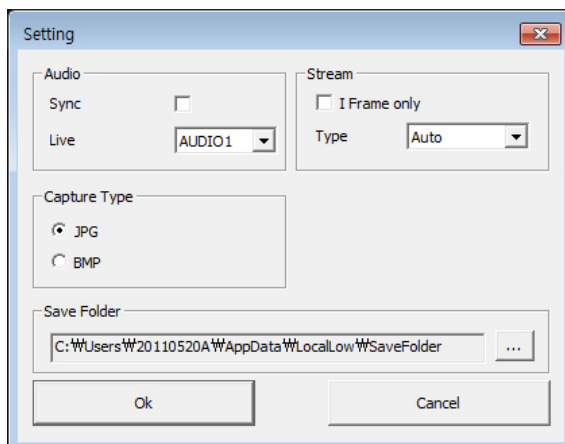 Setting
Audio
Sync
Live AUDIO1
Stream
I Frame only
Type Auto
Capture Type
JPG
BMP
Save Folder
C:₩Users₩20110520A₩AppData₩LocalLow₩SaveFolder ...
Ok Cancel